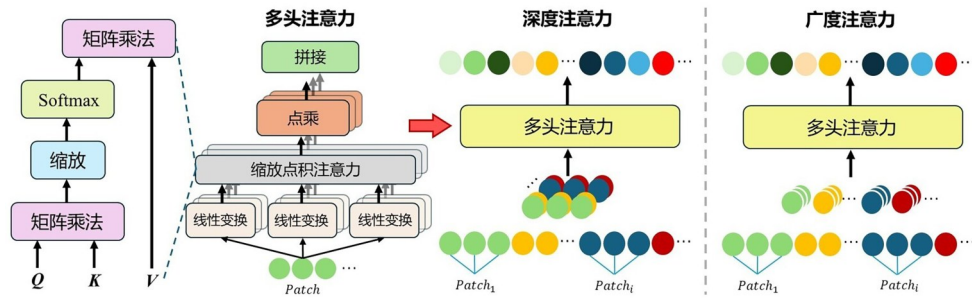 多头注意力
深度注意力
广度注意力
矩阵乘法
Softmax
缩放
矩阵乘法
Q
K
V
拼接
点乘
缩放点积注意力
线性变换
线性变换
线性变换
...
Patch
...
...
多头注意力
...
...
...
Patch₁
Patchᵢ
...
...
多头注意力
...
...
...
...
Patch₁
Patchᵢ